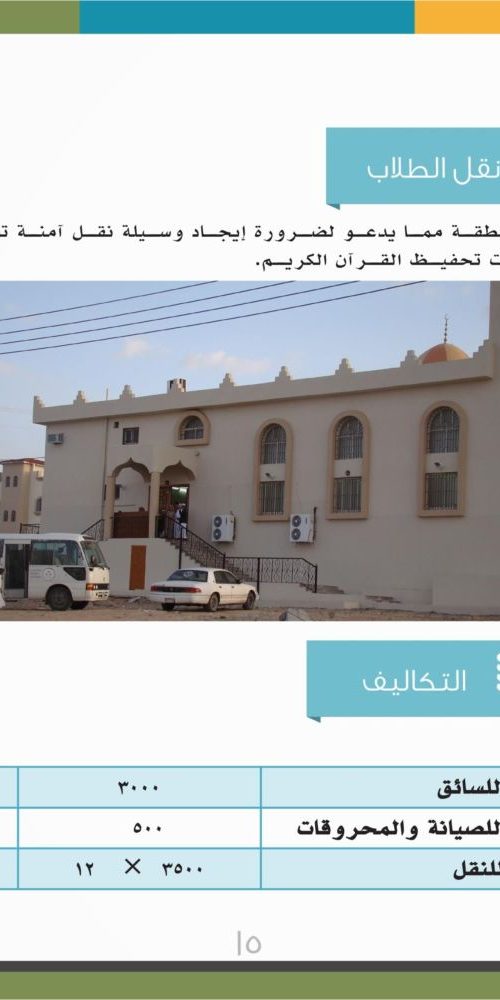 نقل الطلاب
مما يدعو لضرورة إيجاد وسيلة نقل آمنة
تحفيظ القرآن الكريم.
التكاليف
للسائق ٣٠٠٠
للصيانة والمحروقات ٥٠٠
للنقل ٣٥٠٠ × ١٢
١٥